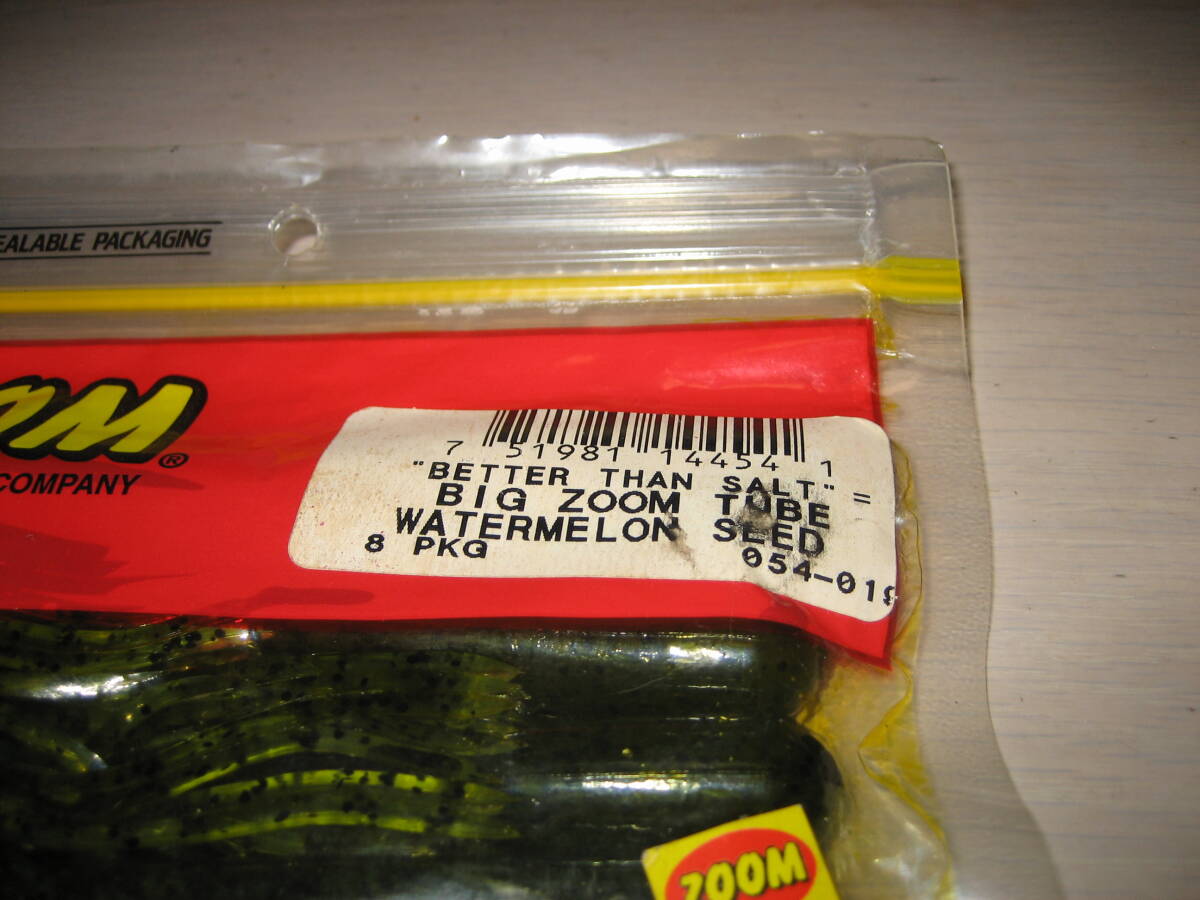 EALABLE PACKAGING
OM®
COMPANY
7 51981 14454 1
"BETTER THAN SALT" =
BIG ZOOM TUBE
WATERMELON SEED
8 PKG 054-019
ZOOM